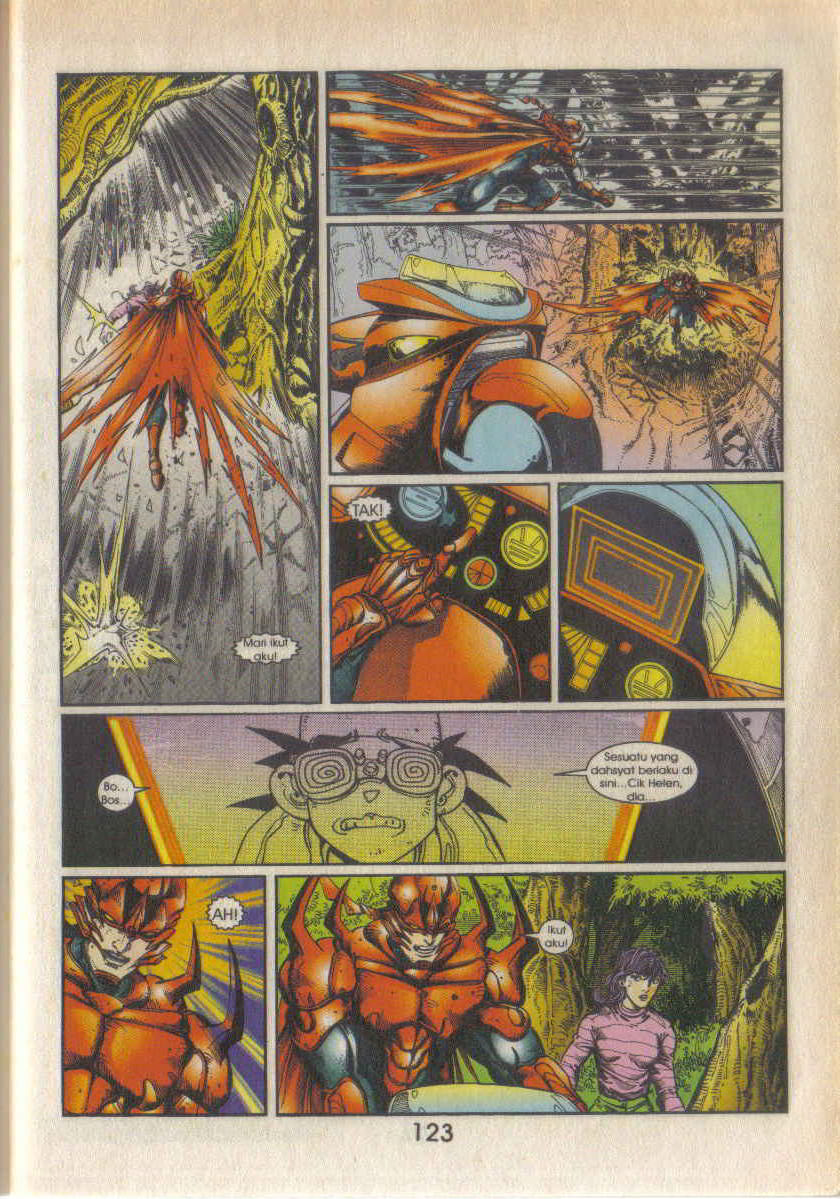 Mari ikut
aku!
TAK!
Bo...
Bos...
Sesuatu yang
dahsyat berlaku di
sini...Cik Helen,
dia...
AH!
Ikut
aku!
123